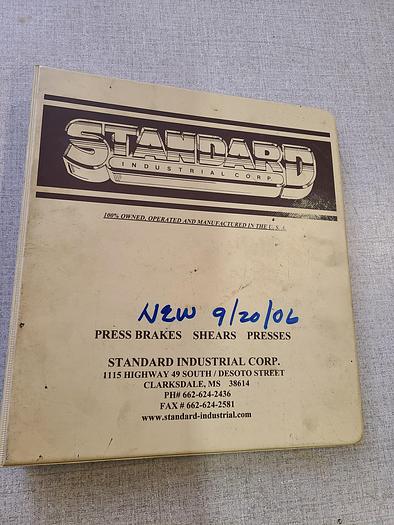 STANDARD
INDUSTRIAL CORP
100% OWNED, OPERATED AND MANUFACTURED IN THE U. S. A.
NEW 9/20/06
PRESS BRAKES SHEARS PRESSES
STANDARD INDUSTRIAL CORP.
1115 HIGHWAY 49 SOUTH / DESOTO STREET
CLARKSDALE, MS 38614
PH# 662-624-2436
FAX # 662-624-2581
www.standard-industrial.com